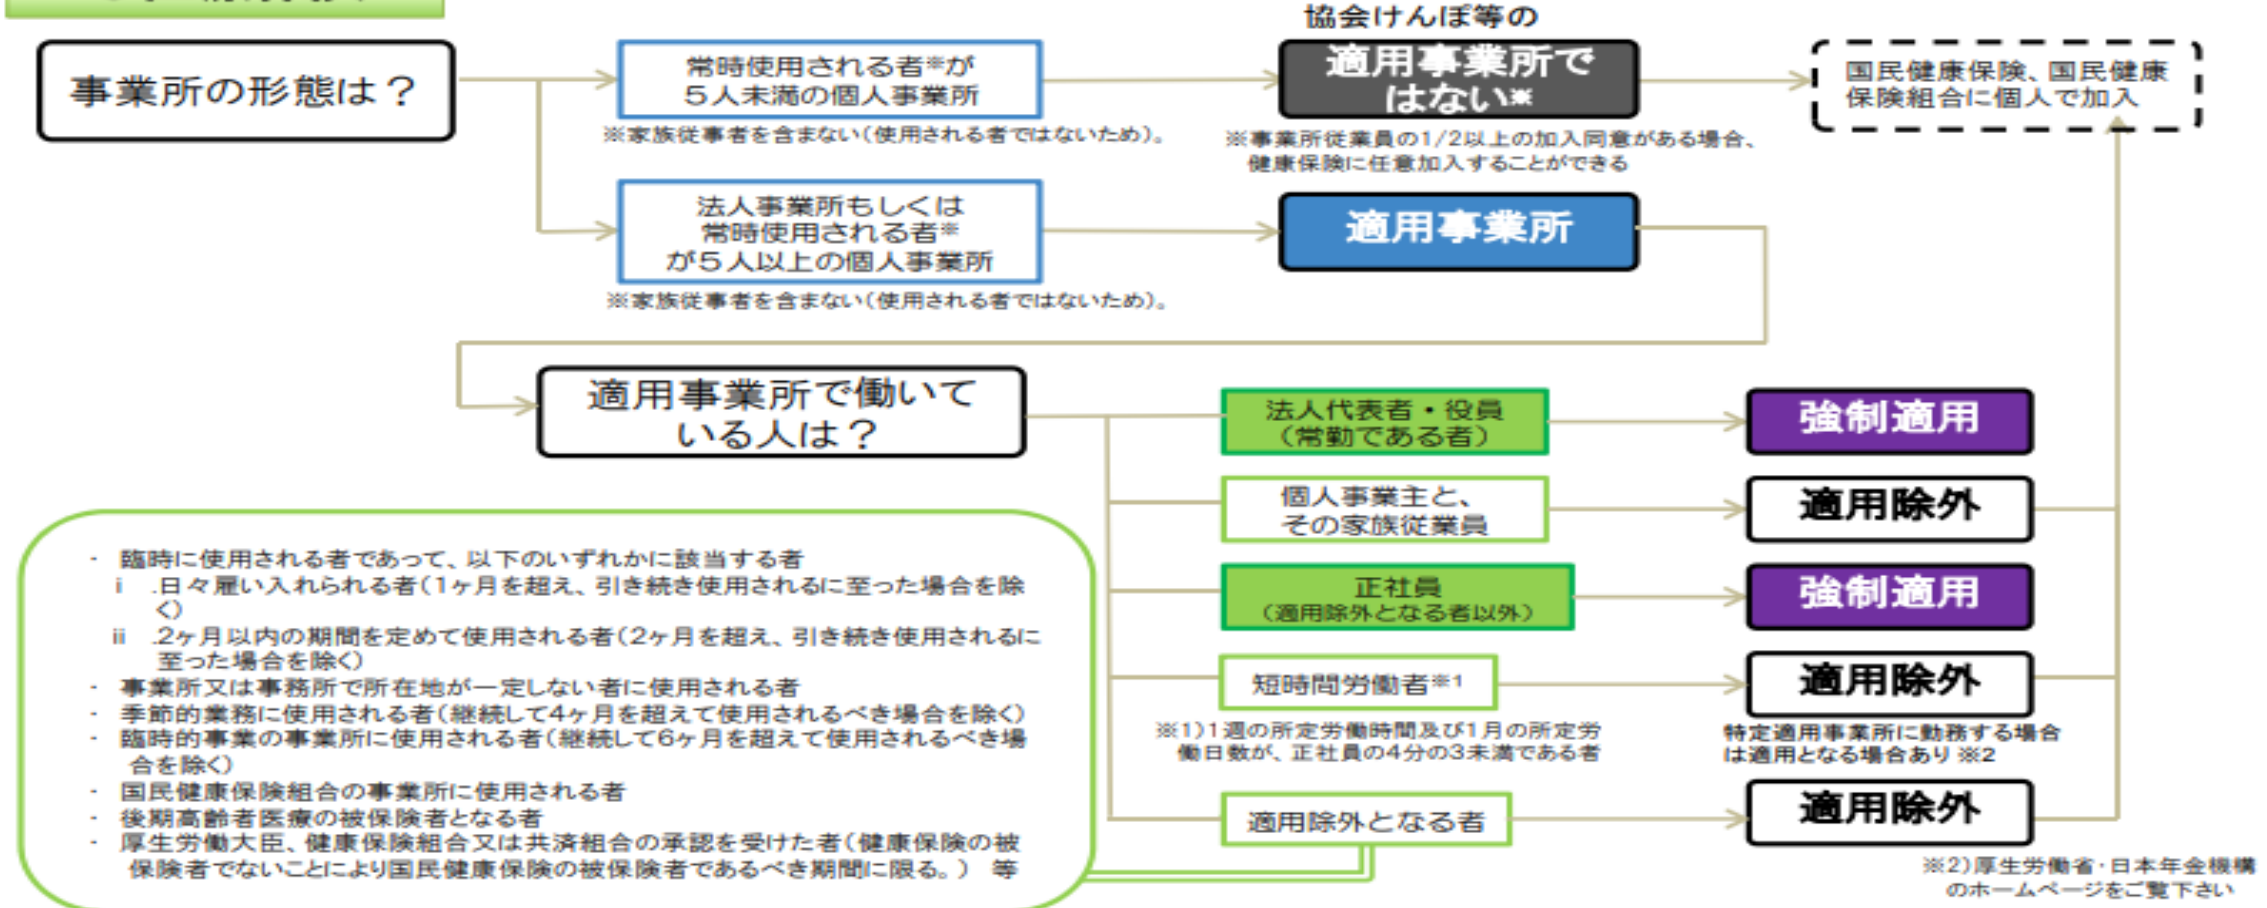 協会けんぽ等の
事業所の形態は？
常時使用される者※が
５人未満の個人事業所
※家族従事者を含まない（使用される者ではないため）。
適用事業所で
はない※
※事業所従業員の1/2以上の加入同意がある場合、
健康保険に任意加入することができる
国民健康保険、国民健康
保険組合に個人で加入
法人事業所もしくは
常時使用される者※
が５人以上の個人事業所
※家族従事者を含まない（使用される者ではないため）。
適用事業所
適用事業所で働いて
いる人は？
法人代表者・役員
（常勤である者）
強制適用
個人事業主と、
その家族従業員
適用除外
正社員
（適用除外となる者以外）
強制適用
短時間労働者※1
適用除外
※1)1週の所定労働時間及び1月の所定労
働日数が、正社員の4分の3未満である者
特定適用事業所に勤務する場合
は適用となる場合あり ※2
適用除外となる者
適用除外
※2)厚生労働省・日本年金機構
のホームページをご覧下さい
- 臨時に使用される者であって、以下のいずれかに該当する者
ⅰ .日々雇い入れられる者（1ヶ月を超え、引き続き使用されるに至った場合を除
く）
ⅱ .2ヶ月以内の期間を定めて使用される者（2ヶ月を超え、引き続き使用されるに
至った場合を除く）
- 事業所又は事務所で所在地が一定しない者に使用される者
- 季節的業務に使用される者（継続して4ヶ月を超えて使用されるべき場合を除く）
- 臨時的事業の事業所に使用される者（継続して6ヶ月を超えて使用されるべき場
合を除く）
- 国民健康保険組合の事業所に使用される者
- 後期高齢者医療の被保険者となる者
- 厚生労働大臣、健康保険組合又は共済組合の承認を受けた者（健康保険の被
保険者でないことにより国民健康保険の被保険者であるべき期間に限る。） 等